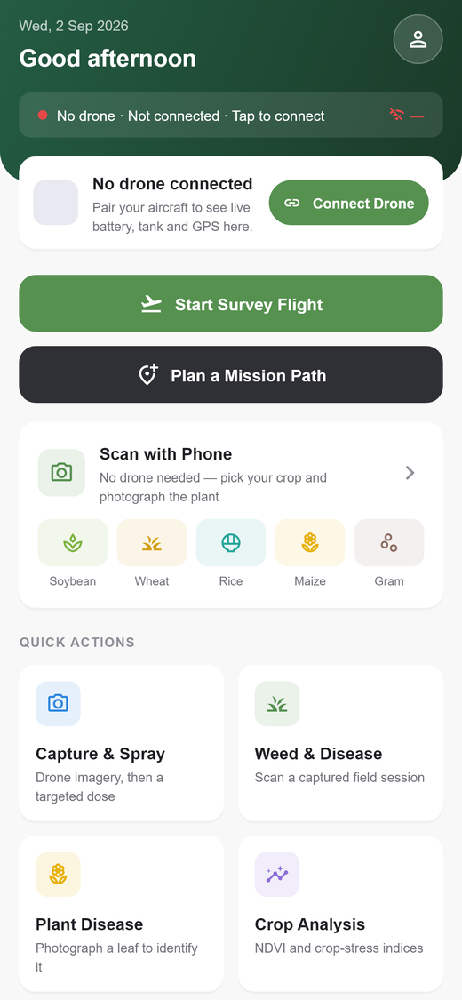 Wed, 2 Sep 2026
Good afternoon
No drone · Not connected · Tap to connect
—
No drone connected
Pair your aircraft to see live
battery, tank and GPS here.
Connect Drone
Start Survey Flight
Plan a Mission Path
Scan with Phone
No drone needed — pick your crop and
photograph the plant
Soybean
Wheat
Rice
Maize
Gram
QUICK ACTIONS
Capture & Spray
Drone imagery, then a
targeted dose
Weed & Disease
Scan a captured field session
Plant Disease
Photograph a leaf to identify
it
Crop Analysis
NDVI and crop-stress indices